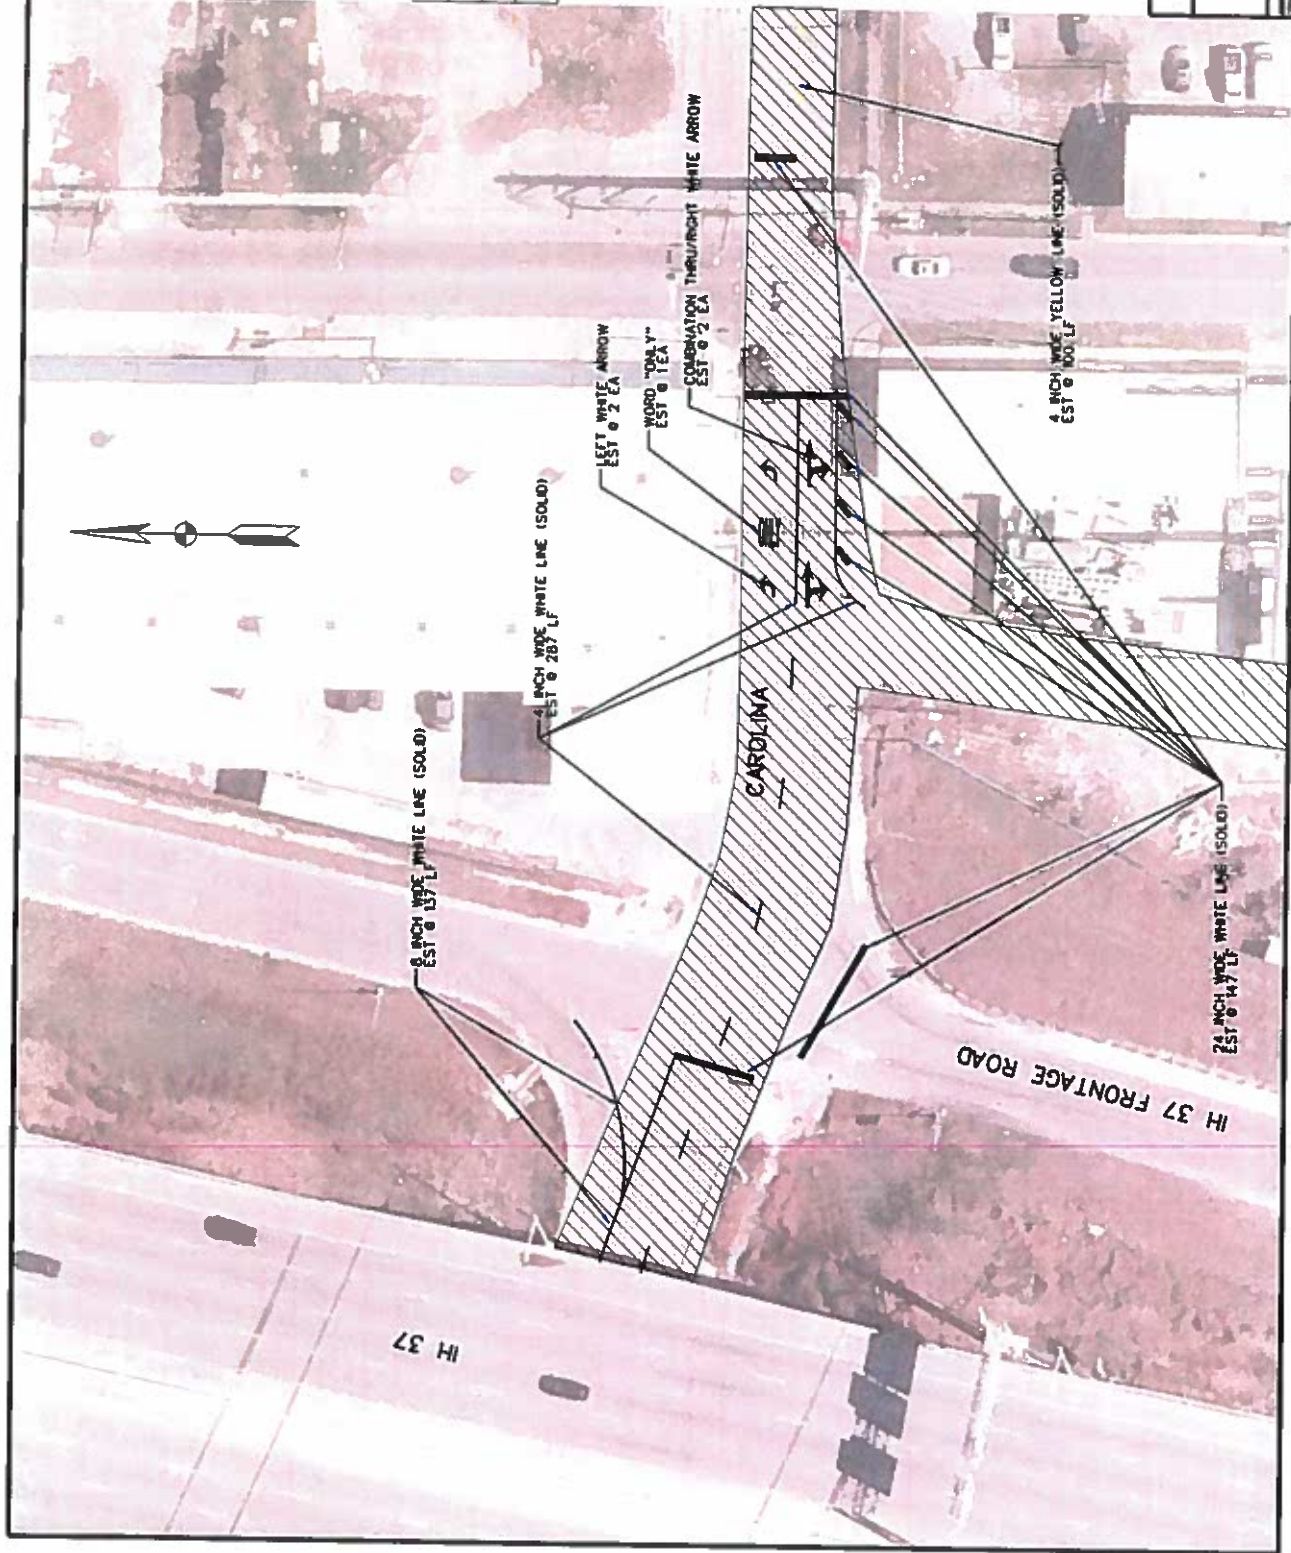 LEFT WHITE ARROW
EST @ 2 EA
WORD "ONLY"
EST @ 1 EA
COMBINATION THRU/RIGHT WHITE ARROW
EST @ 2 EA
4 INCH WIDE WHITE LINE (SOLID)
EST @ 287 LF
8 INCH WIDE WHITE LINE (SOLID)
EST @ 137 LF
4 INCH WIDE YELLOW LINE (SOLID)
EST @ 100 LF
24 INCH WIDE WHITE LINE (SOLID)
EST @ 147 LF
CAROLINA
IH 37 FRONTAGE ROAD
IH 37